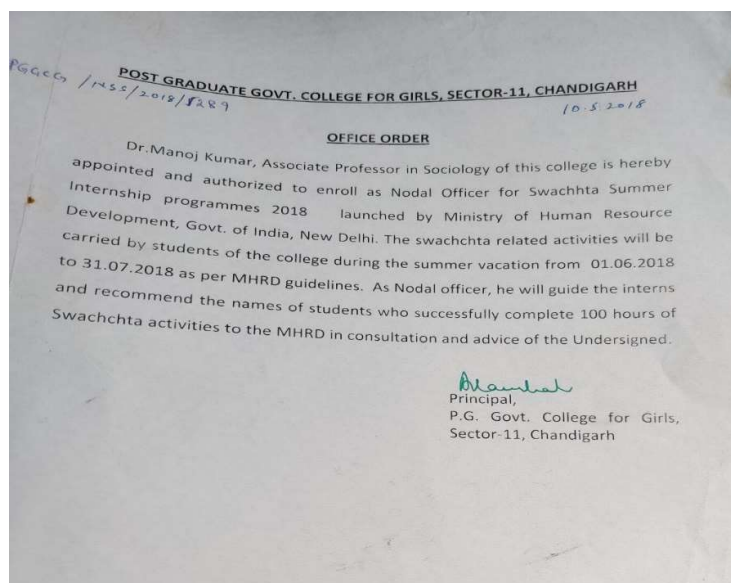 POST GRADUATE GOVT. COLLEGE FOR GIRLS, SECTOR-11, CHANDIGARH
PGGCG /NSS/2018/8289
10.5.2018
OFFICE ORDER
Dr.Manoj Kumar, Associate Professor in Sociology of this college is hereby
appointed and authorized to enroll as Nodal Officer for Swachhta Summer
Internship programmes 2018 launched by Ministry of Human Resource
Development, Govt. of India, New Delhi. The swachchta related activities will be
carried by students of the college during the summer vacation from 01.06.2018
to 31.07.2018 as per MHRD guidelines. As Nodal officer, he will guide the interns
and recommend the names of students who successfully complete 100 hours of
Swachchta activities to the MHRD in consultation and advice of the Undersigned.
Principal,
P.G. Govt. College for Girls,
Sector-11, Chandigarh